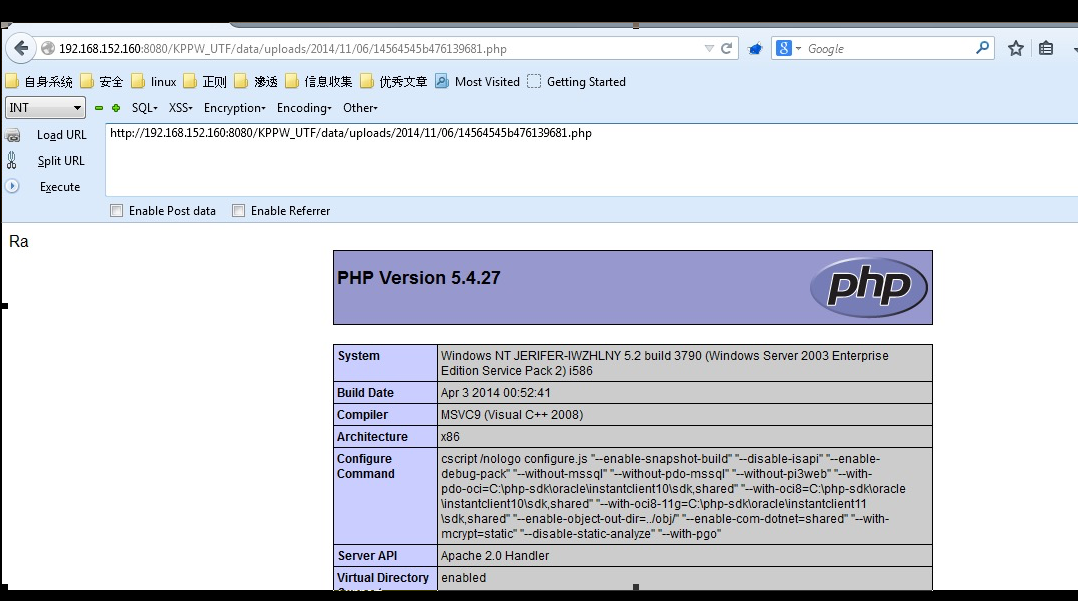 192.168.152.160:8080/KPPW_UTF/data/uploads/2014/11/06/14564545b476139681.php
8 Google
自身系统 安全 linux 正则 渗透 信息收集 优秀文章 Most Visited Getting Started
INT SQL XSS Encryption Encoding Other
Load URL http://192.168.152.160:8080/KPPW_UTF/data/uploads/2014/11/06/14564545b476139681.php
Split URL
Execute
Enable Post data Enable Referrer
Ra
PHP Version 5.4.27
php
System Windows NT JERIFER-IWZHLNY 5.2 build 3790 (Windows Server 2003 Enterprise
Edition Service Pack 2) i586
Build Date Apr 3 2014 00:52:41
Compiler MSVC9 (Visual C++ 2008)
Architecture x86
Configure cscript /nologo configure.js "--enable-snapshot-build" "--disable-isapi" "--enable-
Command debug-pack" "--without-mssql" "--without-pdo-mssql" "--without-pi3web" "--with-
pdo-oci=C:\php-sdk\oracle\instantclient10\sdk,shared" "--with-oci8=C:\php-sdk\oracle
\instantclient10\sdk,shared" "--with-oci8-11g=C:\php-sdk\oracle\instantclient11
\sdk,shared" "--enable-object-out-dir=../obj/" "--enable-com-dotnet=shared" "--with-
mcrypt=static" "--disable-static-analyze" "--with-pgo"
Server API Apache 2.0 Handler
Virtual Directory enabled